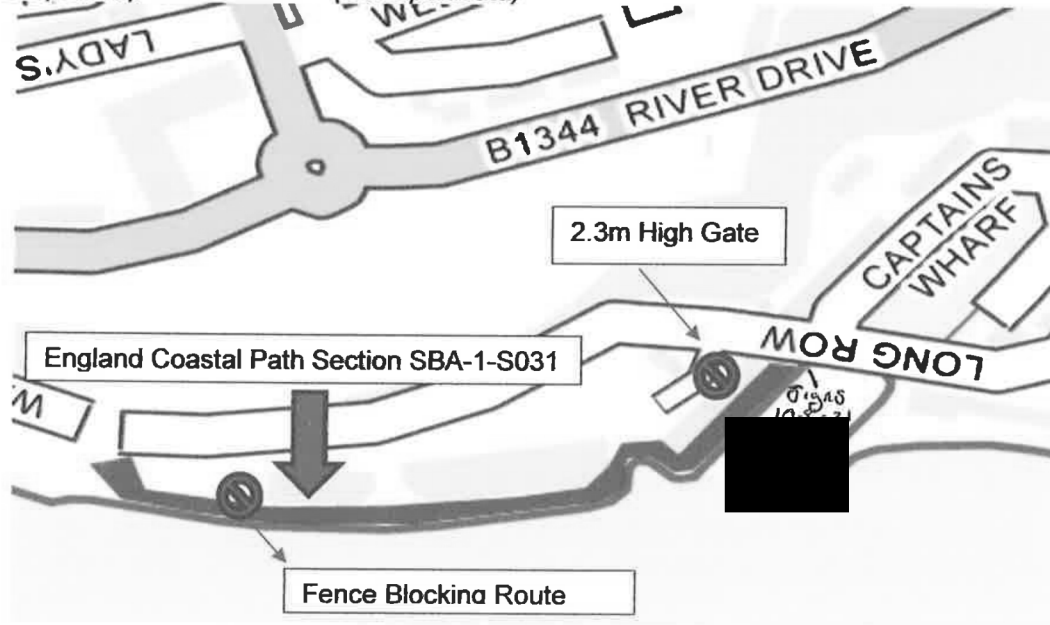 LADY'S
B1344 RIVER DRIVE
2.3m High Gate
CAPTAINS
WHARF
LONG ROW
England Coastal Path Section SBA-1-S031
W
Signs
Fence Blocking Route